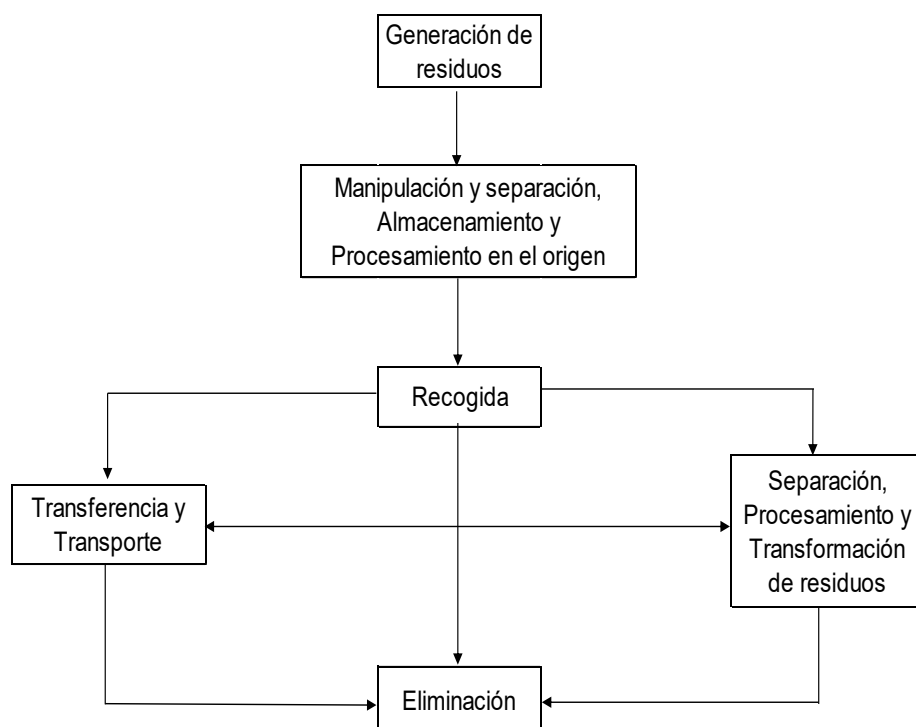 Generación de
residuos
Manipulación y separación,
Almacenamiento y
Procesamiento en el origen
Recogida
Transferencia y
Transporte
Separación,
Procesamiento y
Transformación
de residuos
Eliminación